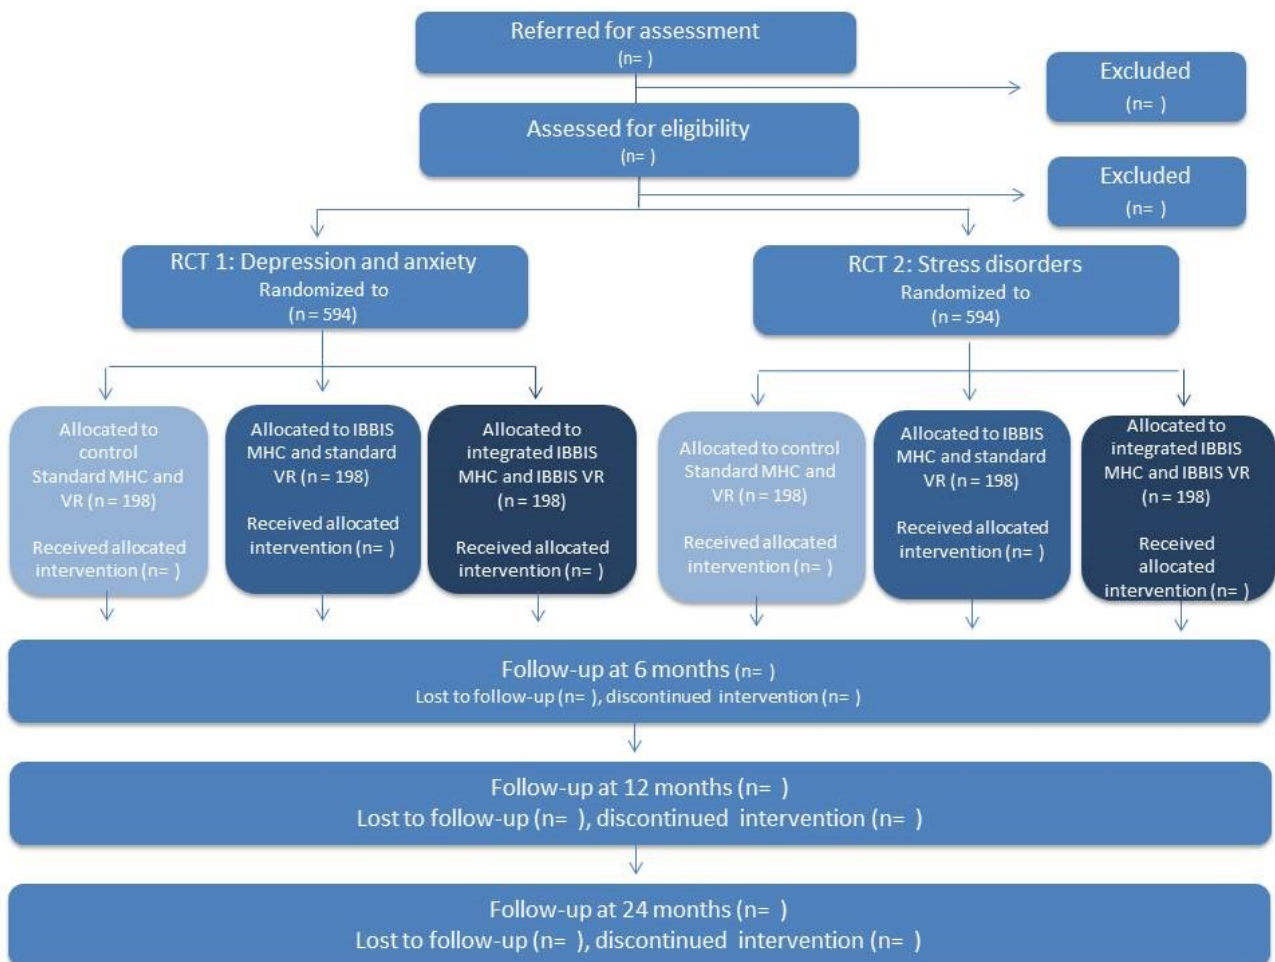 Referred for assessment
(n= )
Excluded
(n= )
Assessed for eligibility
(n= )
Excluded
(n= )
RCT 1: Depression and anxiety
Randomized to
(n = 594)
RCT 2: Stress disorders
Randomized to
(n = 594)
Allocated to
control
Standard MHC and
VR (n = 198)
Received allocated
intervention (n= )
Allocated to IBBIS
MHC and standard
VR (n = 198)
Received allocated
intervention (n= )
Allocated to
integrated IBBIS
MHC and IBBIS VR
(n = 198)
Received allocated
intervention (n= )
Allocated to control
Standard MHC and
VR (n = 198)
Received allocated
intervention (n= )
Allocated to IBBIS
MHC and standard
VR (n = 198)
Received allocated
intervention (n= )
Allocated to
integrated IBBIS
MHC and IBBIS VR
(n = 198)
Received
allocated
intervention (n= )
Follow-up at 6 months (n= )
Lost to follow-up (n= ), discontinued intervention (n= )
Follow-up at 12 months (n= )
Lost to follow-up (n= ), discontinued intervention (n= )
Follow-up at 24 months (n= )
Lost to follow-up (n= ), discontinued intervention (n= )